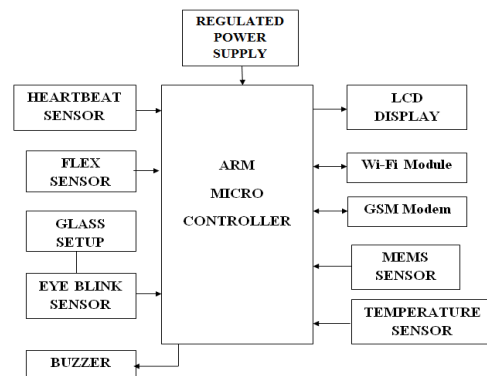 REGULATED
POWER
SUPPLY
HEARTBEAT
SENSOR
FLEX
SENSOR
GLASS
SETUP
EYE BLINK
SENSOR
BUZZER
ARM
MICRO
CONTROLLER
LCD
DISPLAY
Wi-Fi Module
GSM Modem
MEMS
SENSOR
TEMPERATURE
SENSOR